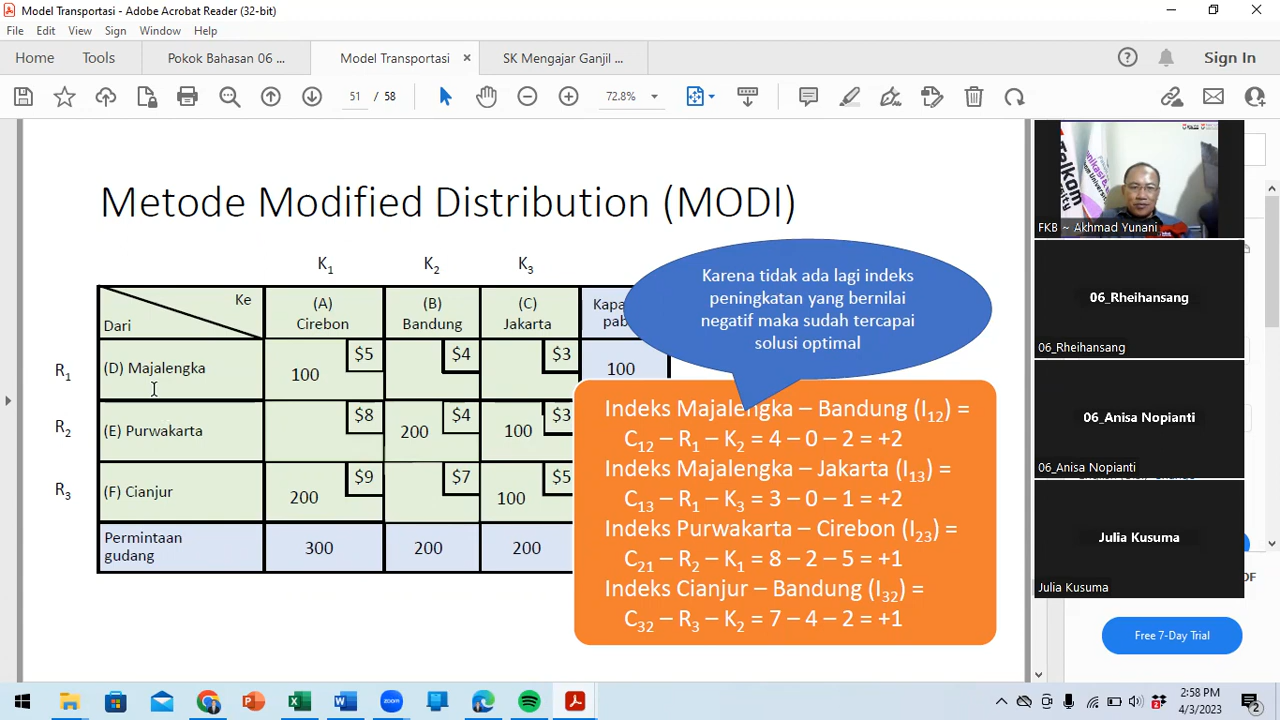 Model Transportasi - Adobe Acrobat Reader (32-bit)
File Edit View Sign Window Help
Home Tools Pokok Bahasan 06 ... Model Transportasi × SK Mengajar Ganjil ... Sign In
51 / 58 72.8%
Metode Modified Distribution (MODI)
K1 K2 K3
Ke
Dari
(A)
Cirebon
(B)
Bandung
(C)
Jakarta
Kapa
pab
R1 (D) Majalengka 100 $5 $4 $3 100
R2 (E) Purwakarta $8 200 $4 100 $3
R3 (F) Cianjur 200 $9 $7 100 $5
Permintaan
gudang
300 200 200
Karena tidak ada lagi indeks
peningkatan yang bernilai
negatif maka sudah tercapai
solusi optimal
Indeks Majalengka – Bandung (I12) =
C12 – R1 – K2 = 4 – 0 – 2 = +2
Indeks Majalengka – Jakarta (I13) =
C13 – R1 – K3 = 3 – 0 – 1 = +2
Indeks Purwakarta – Cirebon (I23) =
C21 – R2 – K1 = 8 – 2 – 5 = +1
Indeks Cianjur – Bandung (I32) =
C32 – R3 – K2 = 7 – 4 – 2 = +1
FKB ~ Akhmad Yunani
06_Rheihansang
06_Rheihansang
06_Anisa Nopianti
06_Anisa Nopianti
Julia Kusuma
Julia Kusuma
DF
Free 7-Day Trial
zoom
2:58 PM
4/3/2023
2